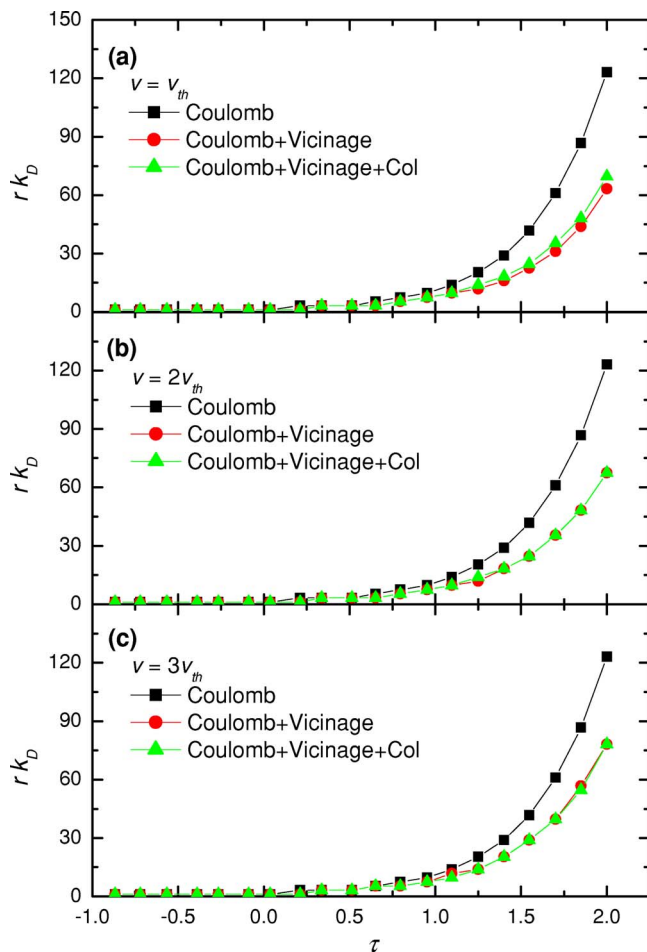 150
(a)
v = v_th
120
Coulomb
90
Coulomb+Vicinage
r k_D
60
Coulomb+Vicinage+Col
30
0
(b)
v = 2v_th
120
Coulomb
90
Coulomb+Vicinage
r k_D
60
Coulomb+Vicinage+Col
30
0
(c)
v = 3v_th
120
Coulomb
90
Coulomb+Vicinage
r k_D
60
Coulomb+Vicinage+Col
30
0
-1.0 -0.5 0.0 0.5 1.0 1.5 2.0
τ